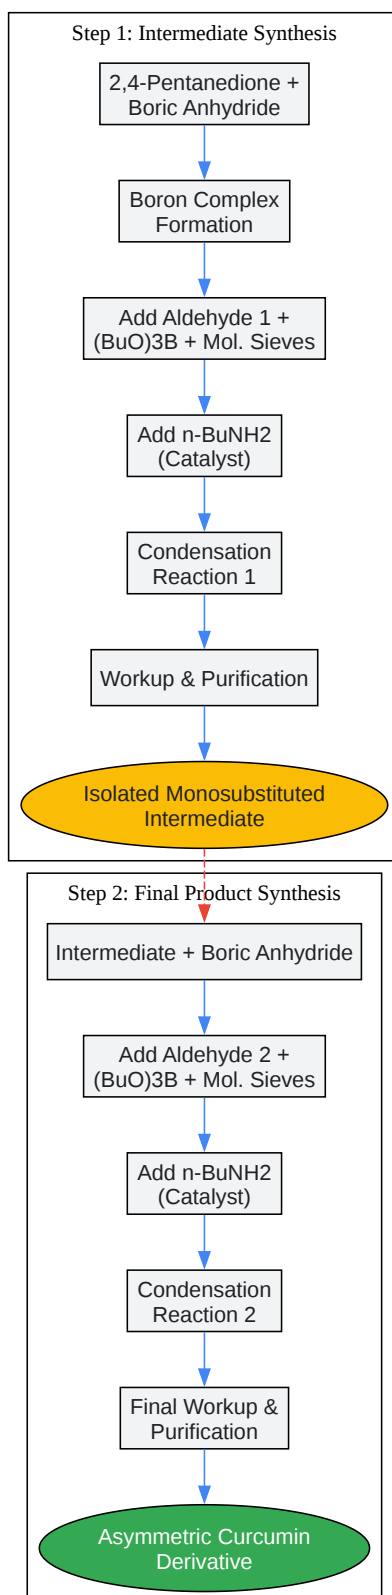 Step 1: Intermediate Synthesis
2,4-Pentanedione +
Boric Anhydride
Boron Complex
Formation
Add Aldehyde 1 +
(BuO)3B + Mol. Sieves
Add n-BuNH2
(Catalyst)
Condensation
Reaction 1
Workup & Purification
Isolated Monosubstituted
Intermediate
Step 2: Final Product Synthesis
Intermediate + Boric Anhydride
Add Aldehyde 2 +
(BuO)3B + Mol. Sieves
Add n-BuNH2
(Catalyst)
Condensation
Reaction 2
Final Workup &
Purification
Asymmetric Curcumin
Derivative